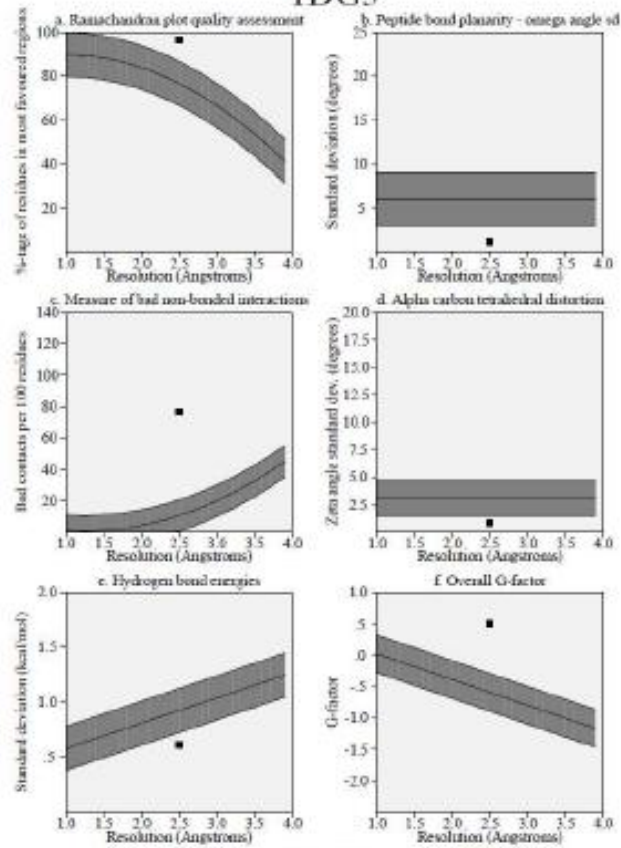 a. Ramachandran plot quality assessment
%-tage of residues in most favoured regions
100
80
60
40
20
1.0 1.5 2.0 2.5 3.0 3.5 4.0
Resolution (Angstroms)
b. Peptide bond planarity - omega angle sd
Standard deviation (degrees)
25
20
15
10
5
1.0 1.5 2.0 2.5 3.0 3.5 4.0
Resolution (Angstroms)
c. Measure of bad non-bonded interactions
Bad contacts per 100 residues
140
120
100
80
60
40
20
1.0 1.5 2.0 2.5 3.0 3.5 4.0
Resolution (Angstroms)
d. Alpha carbon tetrahedral distortion
Zeta angle standard dev. (degrees)
20.0
17.5
15.0
12.5
10.0
7.5
5.0
2.5
1.0 1.5 2.0 2.5 3.0 3.5 4.0
Resolution (Angstroms)
e. Hydrogen bond energies
Standard deviation (kcal/mol)
2.0
1.5
1.0
.5
1.0 1.5 2.0 2.5 3.0 3.5 4.0
Resolution (Angstroms)
f. Overall G-factor
G-factor
1.0
.5
.0
-.5
-1.0
-1.5
-2.0
1.0 1.5 2.0 2.5 3.0 3.5 4.0
Resolution (Angstroms)